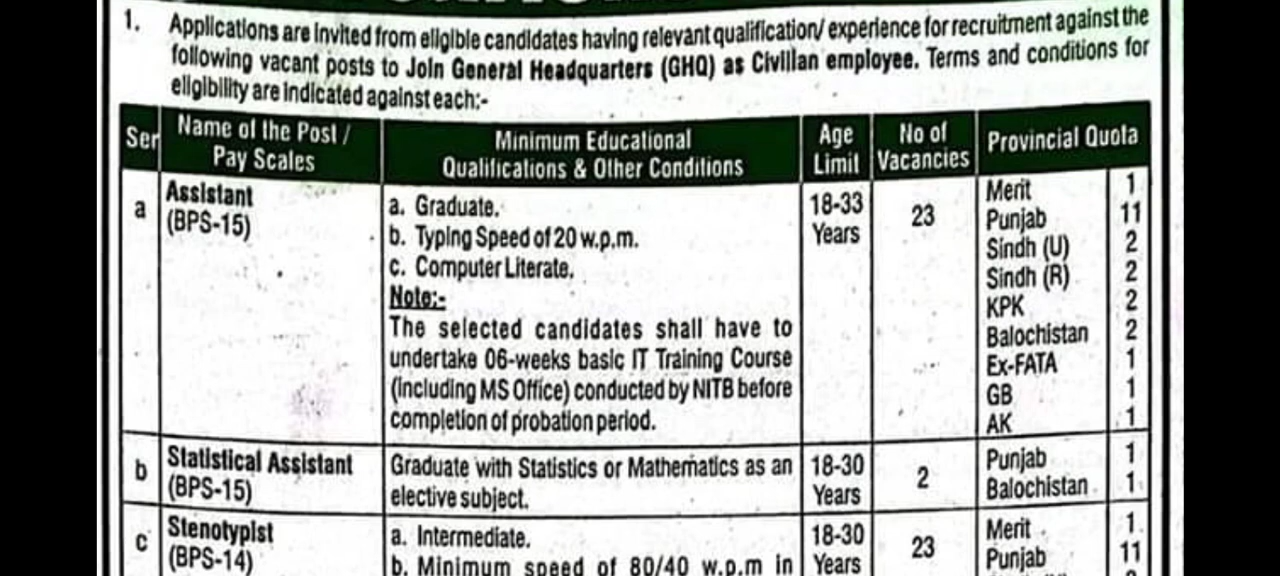 1. Applications are invited from eligible candidates having relevant qualification/ experience for recruitment against the
following vacant posts to Join General Headquarters (GHQ) as Civilian employee. Terms and conditions for
eligibility are indicated against each:-
Ser
Name of the Post /
Pay Scales
Minimum Educational
Qualifications & Other Conditions
Age
Limit
No of
Vacancies
Provincial Quota
a
Assistant
(BPS-15)
a. Graduate.
b. Typing Speed of 20 w.p.m.
c. Computer Literate.
Note:-
The selected candidates shall have to
undertake 06-weeks basic IT Training Course
(including MS Office) conducted by NITB before
completion of probation period.
18-33
Years
23
Merit 1
Punjab 11
Sindh (U) 2
Sindh (R) 2
KPK 2
Balochistan 2
Ex-FATA 1
GB 1
AK 1
b
Statistical Assistant
(BPS-15)
Graduate with Statistics or Mathematics as an
elective subject.
18-30
Years
2
Punjab 1
Balochistan 1
c
Stenotypist
(BPS-14)
a. Intermediate.
b. Minimum speed of 80/40 w.p.m in
18-30
Years
23
Merit 1
Punjab 11